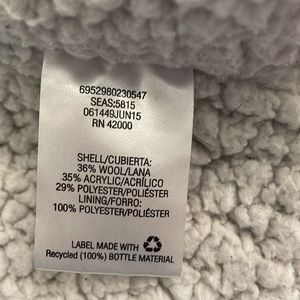 6952980230547
SEAS:5815
061449JUN15
RN 42000
SHELL/CUBIERTA:
36% WOOL/LANA
35% ACRYLIC/ACRÍLICO
29% POLYESTER/POLIÉSTER
LINING/FORRO:
100% POLYESTER/POLIÉSTER
LABEL MADE WITH
Recycled (100%) BOTTLE MATERIAL